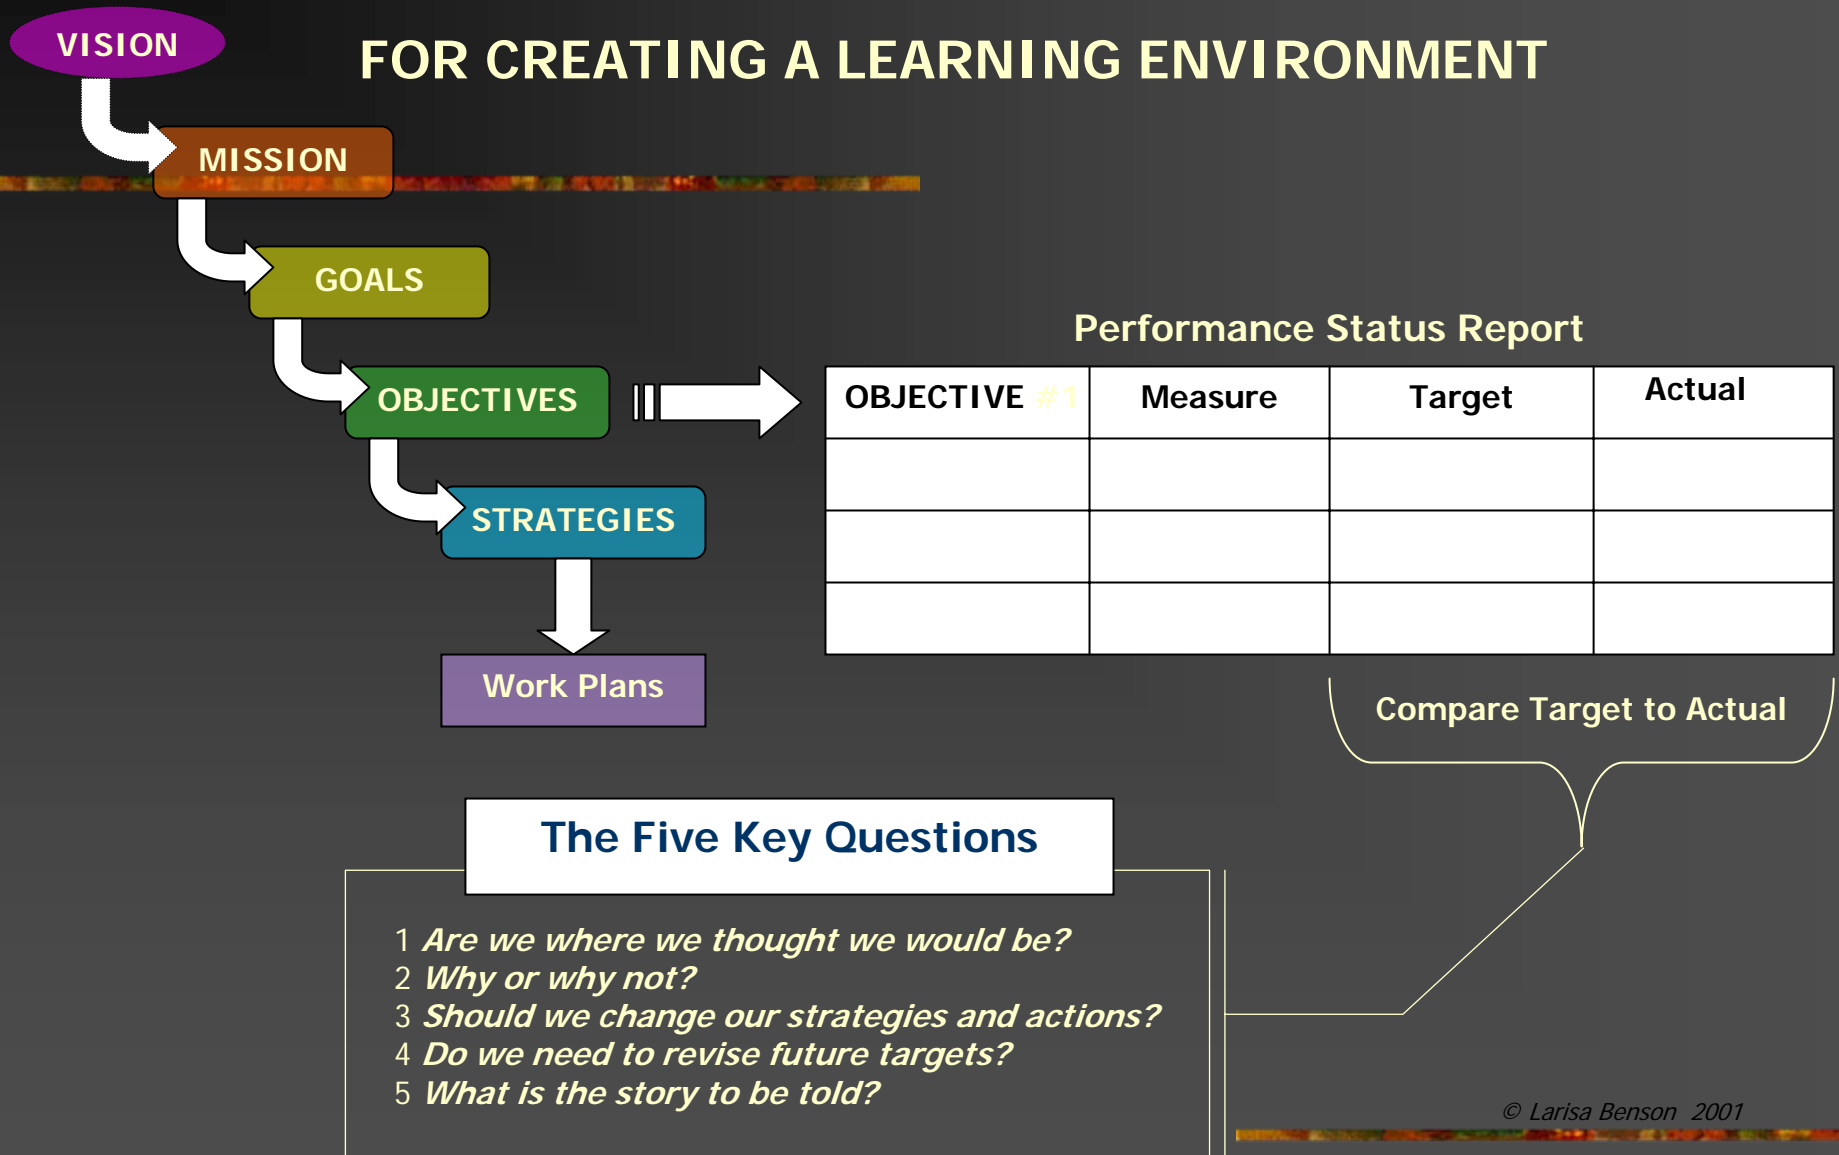 VISION
FOR CREATING A LEARNING ENVIRONMENT
MISSION
GOALS
OBJECTIVES
STRATEGIES
Work Plans
Performance Status Report
OBJECTIVE #1 Measure Target Actual
Compare Target to Actual
The Five Key Questions
1 Are we where we thought we would be?
2 Why or why not?
3 Should we change our strategies and actions?
4 Do we need to revise future targets?
5 What is the story to be told?
© Larisa Benson 2001